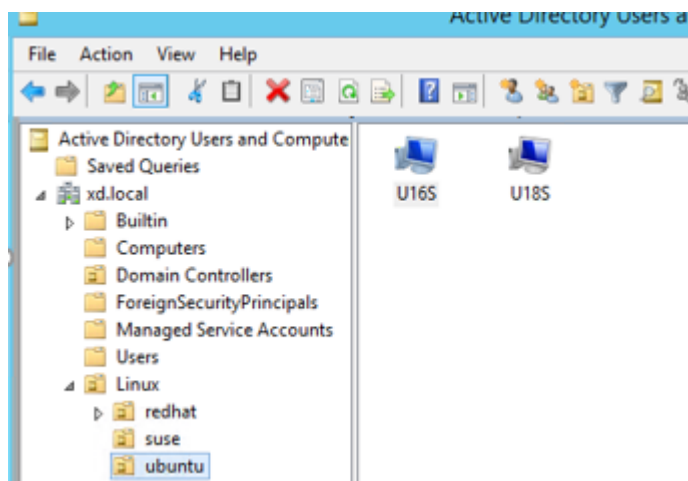 Active Directory Users a
File Action View Help
Active Directory Users and Compute
Saved Queries
xd.local
Builtin
Computers
Domain Controllers
ForeignSecurityPrincipals
Managed Service Accounts
Users
Linux
redhat
suse
ubuntu
U16S U18S